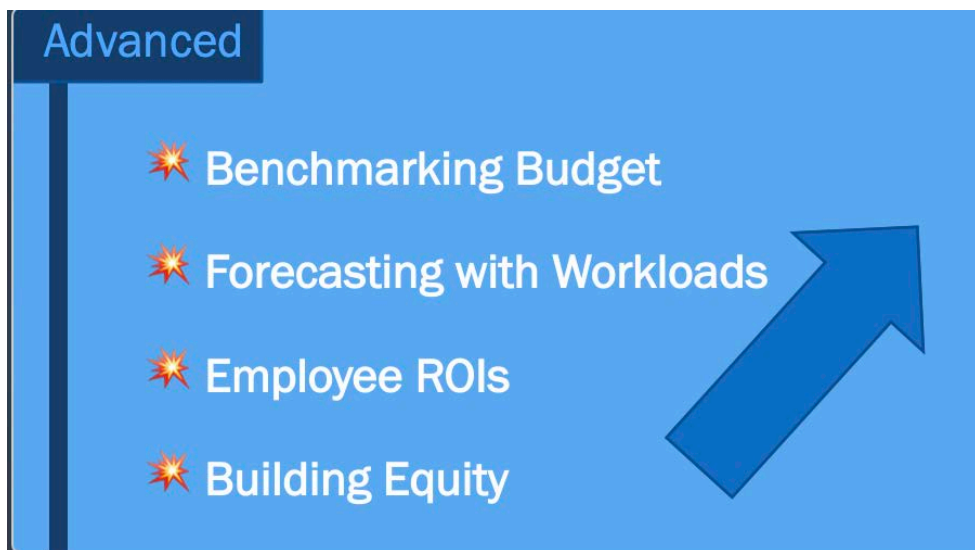 Advanced
Benchmarking Budget
Forecasting with Workloads
Employee ROIs
Building Equity